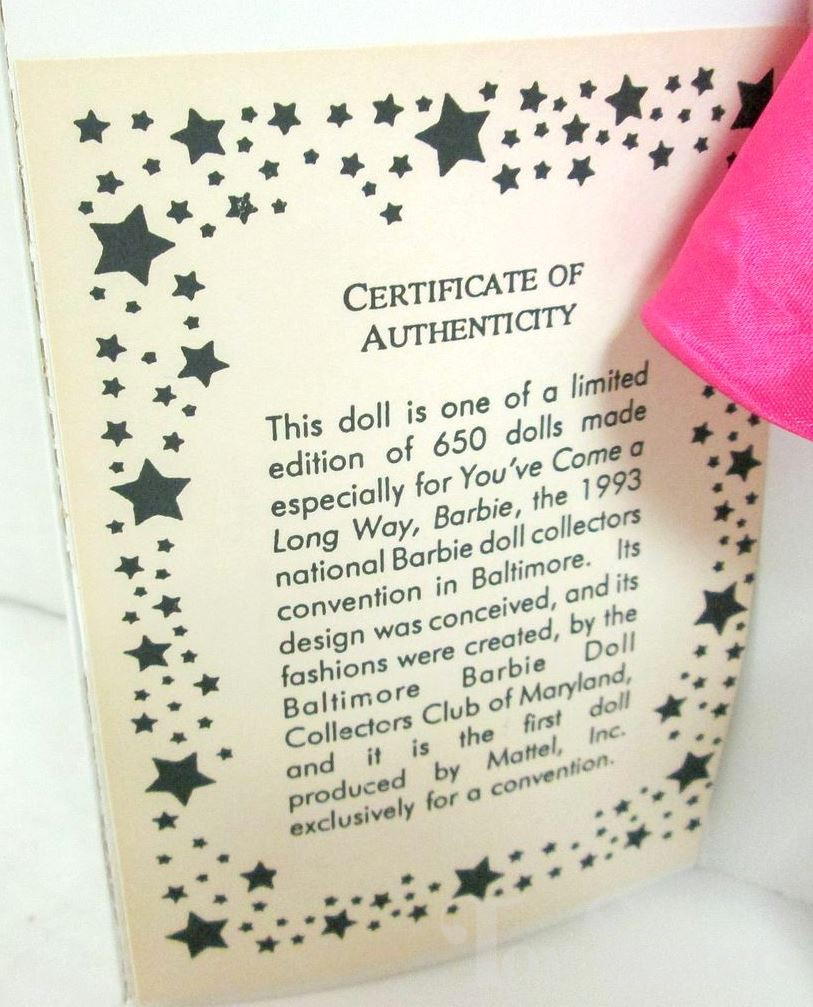 CERTIFICATE OF
AUTHENTICITY
This doll is one of a limited
edition of 650 dolls made
especially for You've Come a
Long Way, Barbie, the 1993
national Barbie doll collectors
convention in Baltimore. Its
design was conceived, and its
fashions were created, by the
Baltimore Barbie Doll
Collectors Club of Maryland,
and it is the first doll
produced by Mattel, Inc.
exclusively for a convention.